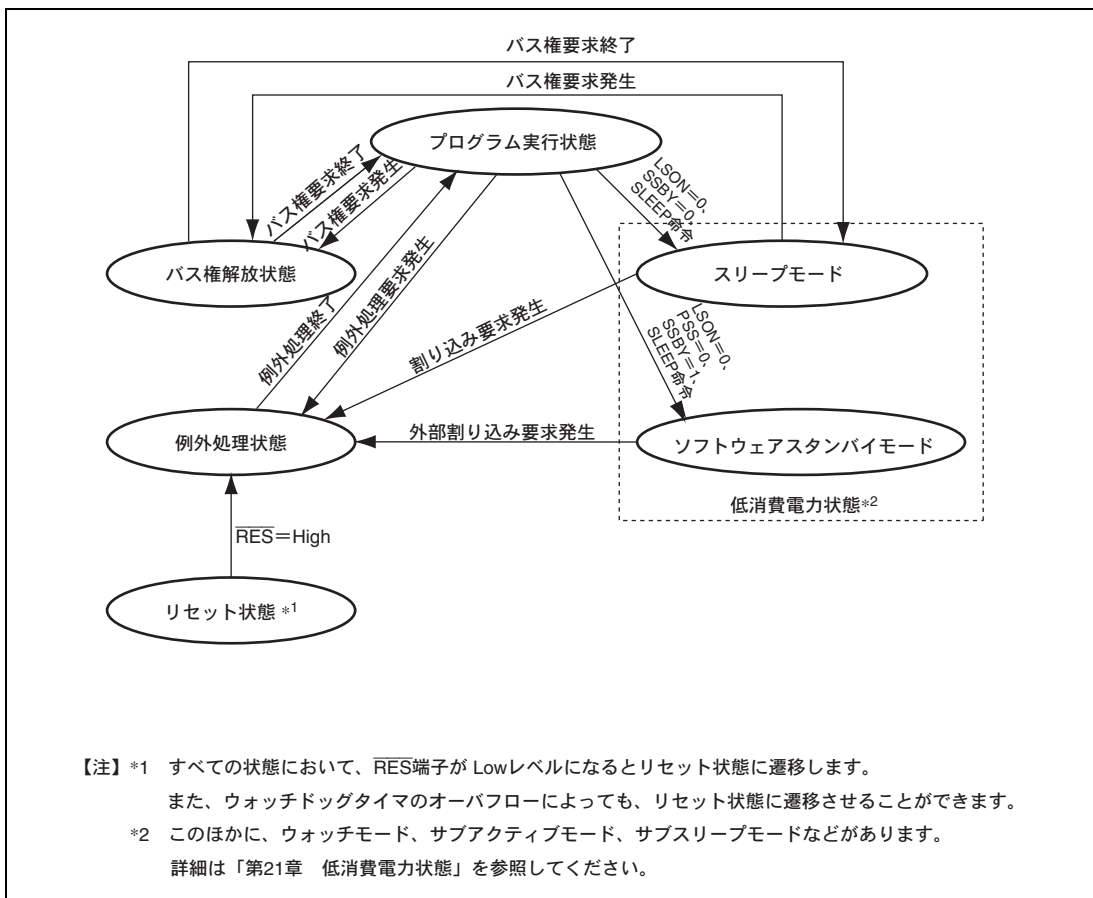 バス権要求終了
バス権要求発生
プログラム実行状態
バス権要求終了
バス権要求発生
LSON＝0、
SSBY＝0、
SLEEP命令
バス権解放状態
スリープモード
例外処理終了
例外処理要求発生
割り込み要求発生
LSON＝0、
PSS＝0、
SSBY＝1、
SLEEP命令
例外処理状態
外部割り込み要求発生
ソフトウェアスタンバイモード
低消費電力状態*2
RES＝High
リセット状態 *1
【注】*1　すべての状態において、RES端子が Lowレベルになるとリセット状態に遷移します。
また、ウォッチドッグタイマのオーバフローによっても、リセット状態に遷移させることができます。
*2　このほかに、ウォッチモード、サブアクティブモード、サブスリープモードなどがあります。
詳細は「第21章　低消費電力状態」を参照してください。